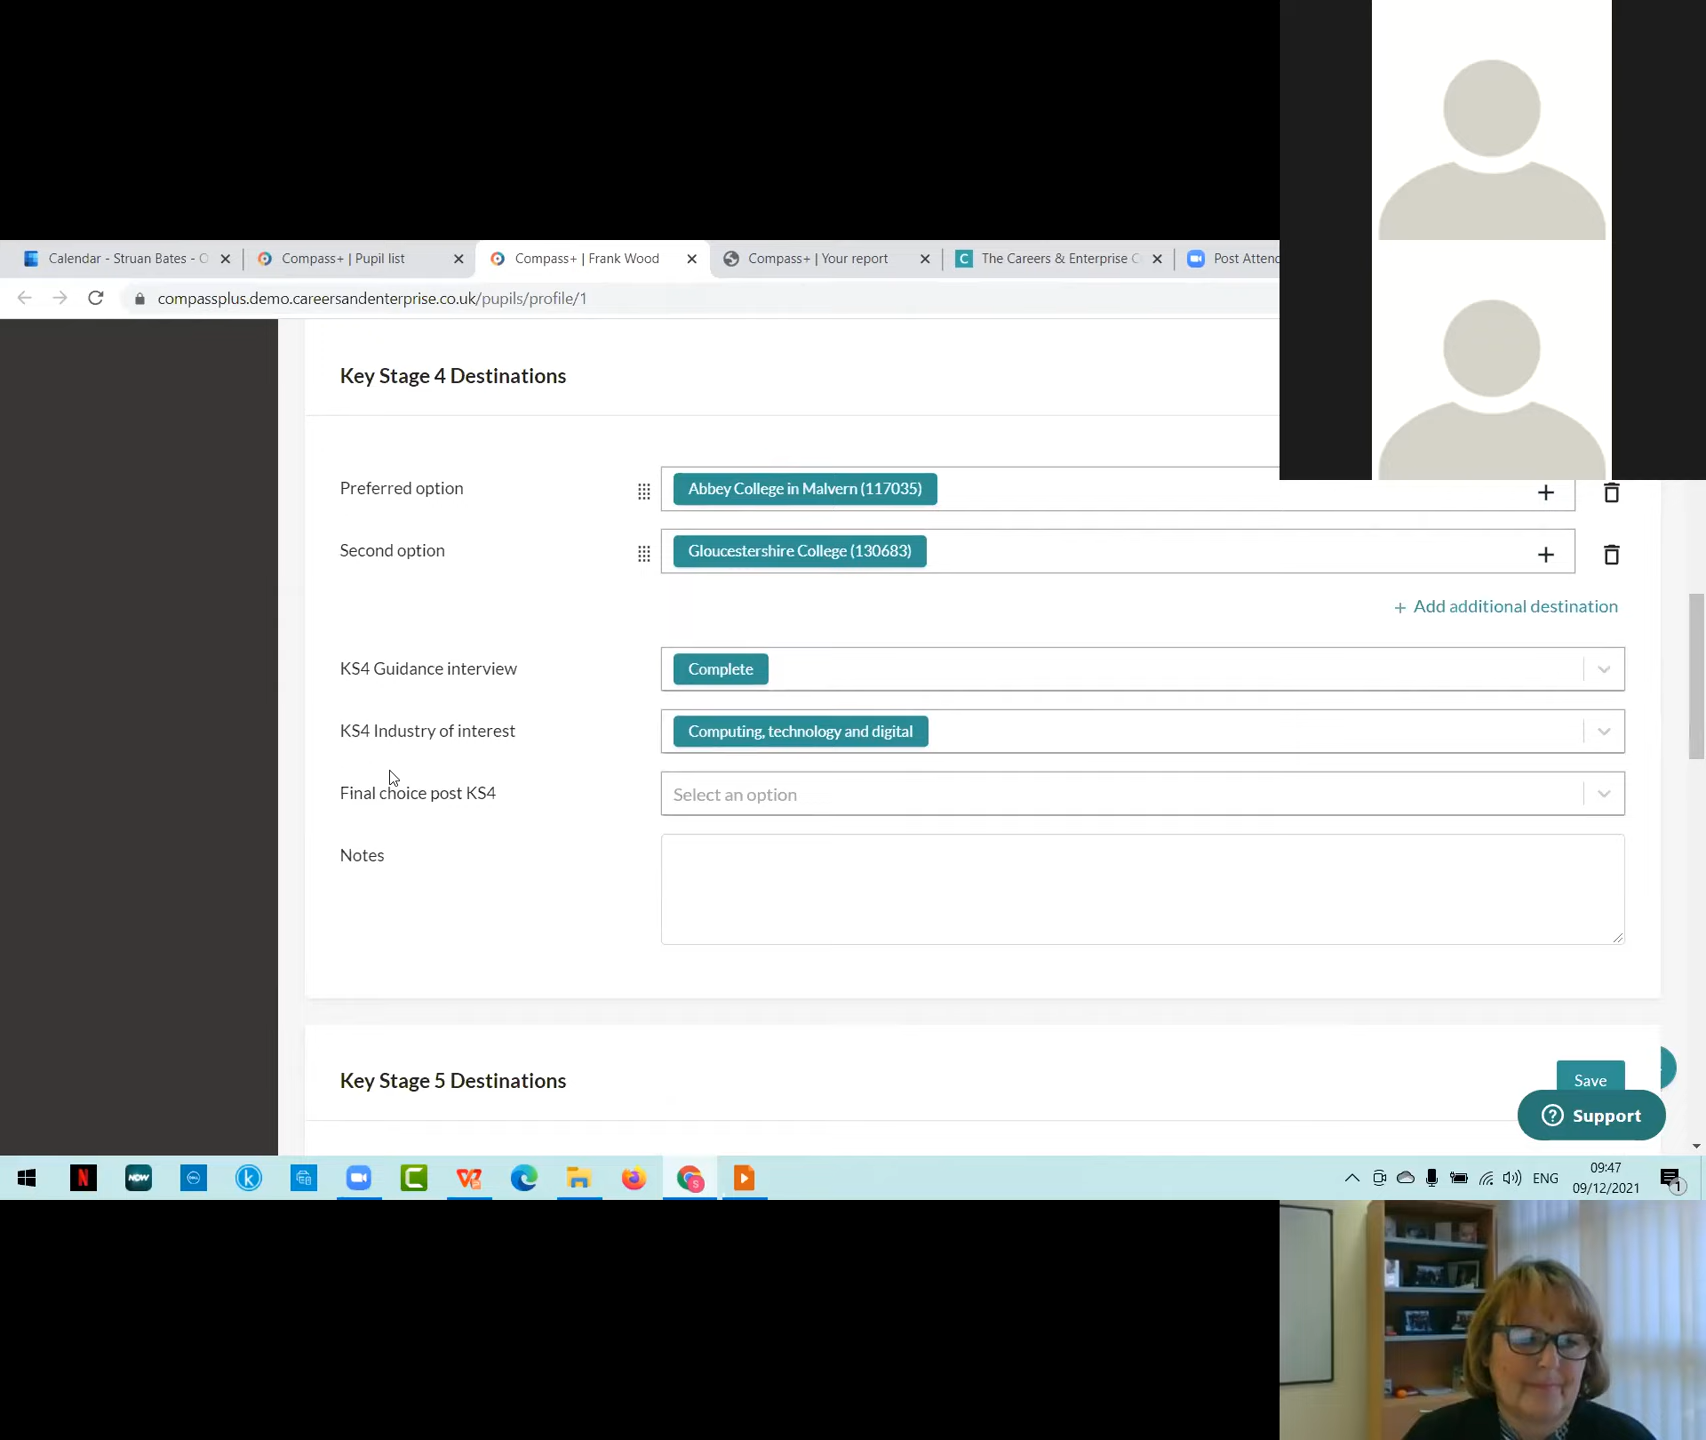 Calendar - Struan Bates - O
Compass+ | Pupil list
Compass+ | Frank Wood
Compass+ | Your report
C The Careers & Enterprise C
Post Attend
compassplus.demo.careersandenterprise.co.uk/pupils/profile/1
Key Stage 4 Destinations
Preferred option
Abbey College in Malvern (117035)
Second option
Gloucestershire College (130683)
+ Add additional destination
KS4 Guidance interview
Complete
KS4 Industry of interest
Computing, technology and digital
Final choice post KS4
Select an option
Notes
Key Stage 5 Destinations
Save
Support
N
NOW
ENG
09:47
09/12/2021
1